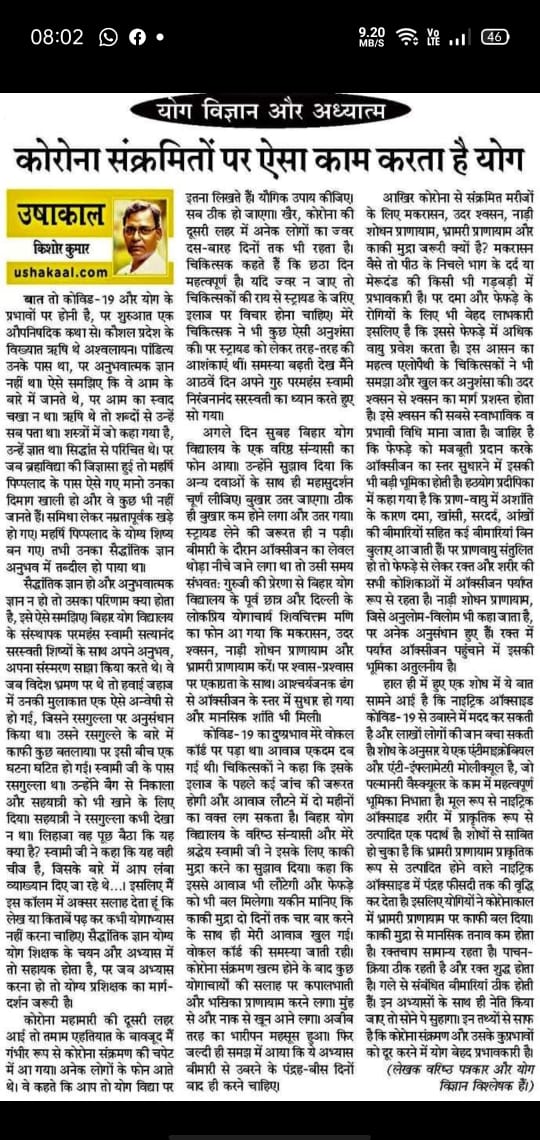 08:02
9.20
MB/S
Vo
LTE
46
योग विज्ञान और अध्यात्म
कोरोना संक्रमितों पर ऐसा काम करता है योग
उषाकाल
किशोर कुमार
ushakaal.com
बात तो कोविड-19 और योग के
प्रभावों पर होनी है, पर शुरुआत एक
औपनिषदिक कथा से। कौशल प्रदेश के
विख्यात ऋषि थे अश्वलायन। पांडित्य
उनके पास था, पर अनुभवात्मक ज्ञान
नहीं था। ऐसे समझिए कि वे आम के
बारे में जानते थे, पर आम का स्वाद
चखा न था। ऋषि थे तो शब्दों से उन्हें
सब पता था। शस्त्रों में जो कहा गया है,
उन्हें ज्ञात था। सिद्धांत से परिचित थे। पर
जब ब्रह्मविद्या की जिज्ञासा हुई तो महर्षि
पिप्पलाद के पास ऐसे गए मानो उनका
दिमाग खाली हो और वे कुछ भी नहीं
जानते हैं। समिधा लेकर नम्रतापूर्वक खड़े
हो गए। महर्षि पिप्पलाद के योग्य शिष्य
बन गए। तभी उनका सैद्धांतिक ज्ञान
अनुभव में तब्दील हो पाया था।
सैद्धांतिक ज्ञान हो और अनुभवात्मक
ज्ञान न हो तो उसका परिणाम क्या होता
है, इसे ऐसे समझिए। बिहार योग विद्यालय
के संस्थापक परमहंस स्वामी सत्यानंद
सरस्वती शिष्यों के साथ अपने अनुभव,
अपना संस्मरण साझा किया करते थे। वे
जब विदेश भ्रमण पर थे तो हवाई जहाज
में उनकी मुलाकात एक ऐसे अन्वेषी से
हो गई, जिसने रसगुल्ला पर अनुसंधान
किया था। उसने रसगुल्ले के बारे में
काफी कुछ बतलाया। पर इसी बीच एक
घटना घटित हो गई। स्वामी जी के पास
रसगुल्ला था। उन्होंने बैग से निकाला
और सहयात्री को भी खाने के लिए
दिया। सहयात्री ने रसगुल्ला कभी देखा
न था। लिहाजा वह पूछ बैठा कि यह
क्या है? स्वामी जी ने कहा कि यह वही
चीज है, जिसके बारे में आप लंबा
व्याख्यान दिए जा रहे थे...। इसलिए मैं
इस कॉलम में अक्सर सलाह देता हूं कि
लेख या किताबें पढ़ कर कभी योगाभ्यास
नहीं करना चाहिए। सैद्धांतिक ज्ञान योग्य
योग शिक्षक के चयन और अभ्यास में
तो सहायक होता है, पर जब अभ्यास
करना हो तो योग्य प्रशिक्षक का मार्ग-
दर्शन जरूरी है।
कोरोना महामारी की दूसरी लहर
आई तो तमाम एहतियात के बावजूद मैं
गंभीर रूप से कोरोना संक्रमण की चपेट
में आ गया। अनेक लोगों के फोन आते
थे। वे कहते कि आप तो योग विद्या पर
इतना लिखते हैं। यौगिक उपाय कीजिए।
सब ठीक हो जाएगा। खैर, कोरोना की
दूसरी लहर में अनेक लोगों का ज्वर
दस-बारह दिनों तक भी रहता है।
चिकित्सक कहते हैं कि छठा दिन
महत्वपूर्ण है। यदि ज्वर न जाए तो
चिकित्सकों की राय से स्ट्रायड के जरिए
इलाज पर विचार होना चाहिए। मेरे
चिकित्सक ने भी कुछ ऐसी अनुशंसा
की। पर स्ट्रायड को लेकर तरह-तरह की
आशंकाएं थीं। समस्या बढ़ती देख मैंने
आठवें दिन अपने गुरु परमहंस स्वामी
निरंजनानंद सरस्वती का ध्यान करते हुए
सो गया।
अगले दिन सुबह बिहार योग
विद्यालय के एक वरिष्ठ संन्यासी का
फोन आया। उन्होंने सुझाव दिया कि
अन्य दवाओं के साथ ही महासुदर्शन
चूर्ण लीजिए। बुखार उतर जाएगा। ठीक
ही बुखार कम होने लगा और उतर गया।
स्ट्रायड लेने की जरूरत ही न पड़ी।
बीमारी के दौरान ऑक्सीजन का लेवल
थोड़ा नीचे जाने लगा था तो उसी समय
संभवतः गुरुजी की प्रेरणा से बिहार योग
विद्यालय के पूर्व छात्र और दिल्ली के
लोकप्रिय योगाचार्य शिवचित्तम मणि
का फोन आ गया कि मकरासन, उदर
श्वसन, नाड़ी शोधन प्राणायाम और
भ्रामरी प्राणायाम करें। पर श्वास-प्रश्वास
पर एकाग्रता के साथ। आश्चर्यजनक ढंग
से ऑक्सीजन के स्तर में सुधार हो गया
और मानसिक शांति भी मिली।
कोविड-19 का दुष्प्रभाव मेरे वोकल
कॉर्ड पर पड़ा था। आवाज एकदम दब
गई थी। चिकित्सकों ने कहा कि इसके
इलाज के पहले कई जांच की जरूरत
होगी और आवाज लौटने में दो महीनों
का वक्त लग सकता है। बिहार योग
विद्यालय के वरिष्ठ संन्यासी और मेरे
श्रद्धेय स्वामी जी ने इसके लिए काकी
मुद्रा करने का सुझाव दिया। कहा कि
इससे आवाज भी लौटेगी और फेफड़े
को भी बल मिलेगा। यकीन मानिए कि
काकी मुद्रा दो दिनों तक चार बार करने
के साथ ही मेरी आवाज खुल गई।
वोकल कॉर्ड की समस्या जाती रही।
कोरोना संक्रमण खत्म होने के बाद कुछ
योगाचार्यों की सलाह पर कपालभाती
और भस्त्रिका प्राणायाम करने लगा। मुंह
से और नाक से खून आने लगा। अजीब
तरह का भारीपन महसूस हुआ। फिर
जल्दी ही समझ में आया कि ये अभ्यास
बीमारी से उबरने के पंद्रह-बीस दिनों
बाद ही करने चाहिए।
आखिर कोरोना से संक्रमित मरीजों
के लिए मकरासन, उदर श्वसन, नाड़ी
शोधन प्राणायाम, भ्रामरी प्राणायाम और
काकी मुद्रा जरूरी क्यों है? मकरासन
वैसे तो पीठ के निचले भाग के दर्द या
मेरूदंड की किसी भी गड़बड़ी में
प्रभावकारी है। पर दमा और फेफड़े के
रोगियों के लिए भी बेहद लाभकारी
इसलिए है कि इससे फेफड़े में अधिक
वायु प्रवेश करता है। इस आसन का
महत्व एलोपैथी के चिकित्सकों ने भी
समझा और खुल कर अनुशंसा की। उदर
श्वसन से श्वसन का मार्ग प्रशस्त होता
है। इसे श्वसन की सबसे स्वाभाविक व
प्रभावी विधि माना जाता है। जाहिर है
कि फेफड़े को मजबूती प्रदान करके
ऑक्सीजन का स्तर सुधारने में इसकी
भी बड़ी भूमिका होती है। हठयोग प्रदीपिका
में कहा गया है कि प्राण-वायु में अशांति
के कारण दमा, खांसी, सरदर्द, आंखों
की बीमारियों सहित कई बीमारियां बिन
बुलाए आ जाती हैं। पर प्राणवायु संतुलित
हो तो फेफड़े से लेकर रक्त और शरीर की
सभी कोशिकाओं में ऑक्सीजन पर्याप्त
रूप से रहता है। नाड़ी शोधन प्राणायाम,
जिसे अनुलोम-विलोम भी कहा जाता है,
पर अनेक अनुसंधान हुए हैं। रक्त में
पर्याप्त ऑक्सीजन पहुंचाने में इसकी
भूमिका अतुलनीय है।
हाल ही में हुए एक शोध में ये बात
सामने आई है कि नाइट्रिक ऑक्साइड
कोविड-19 से उबारने में मदद कर सकती
है और लाखों लोगों की जान बचा सकती
है। शोध के अनुसार ये एक एंटीमाइक्रोबियल
और एंटी-इंफ्लामेटरी मोलीक्यूल है, जो
पल्मानरी वैस्क्यूलर के काम में महत्वपूर्ण
भूमिका निभाता है। मूल रूप से नाइट्रिक
ऑक्साइड शरीर में प्राकृतिक रूप से
उत्पादित एक पदार्थ है। शोधों से साबित
हो चुका है कि भ्रामरी प्राणायाम प्राकृतिक
रूप से उत्पादित होने वाले नाइट्रिक
ऑक्साइड में पंद्रह फीसदी तक की वृद्धि
कर देता है। इसलिए योगियों ने कोरोनाकाल
में भ्रामरी प्राणायाम पर काफी बल दिया।
काकी मुद्रा से मानसिक तनाव कम होता
है। रक्तचाप सामान्य रहता है। पाचन-
क्रिया ठीक रहती है और रक्त शुद्ध होता
है। गले से संबंधित बीमारियां ठीक होती
हैं। इन अभ्यासों के साथ ही नेति किया
जाए तो सोने पे सुहागा। इन तथ्यों से साफ
है कि कोरोना संक्रमण और उसके कुप्रभावों
को दूर करने में योग बेहद प्रभावकारी है।
(लेखक वरिष्ठ पत्रकार और योग
विज्ञान विश्लेषक हैं।)